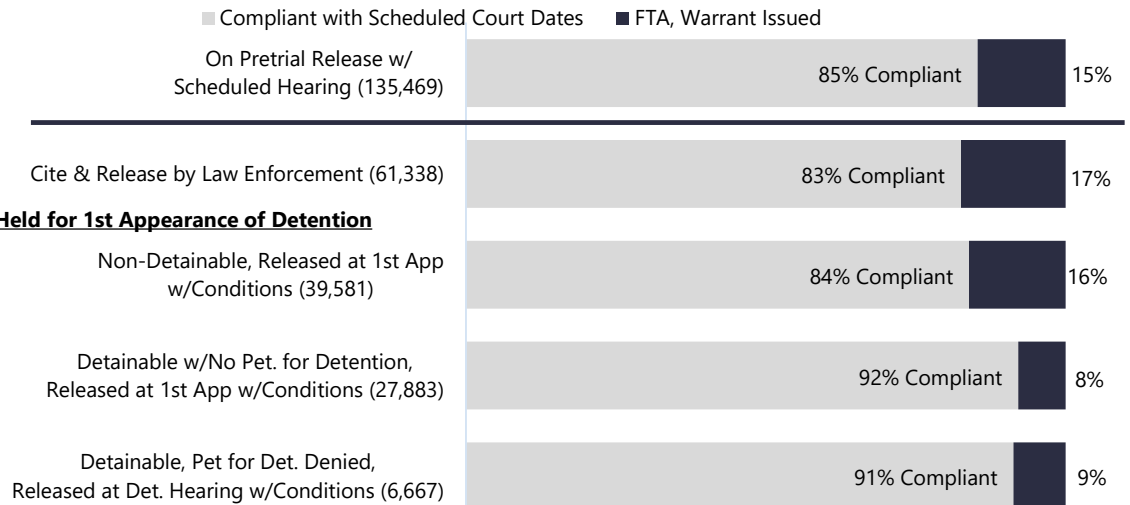 Compliant with Scheduled Court Dates FTA, Warrant Issued
On Pretrial Release w/
Scheduled Hearing (135,469)
85% Compliant 15%
Cite & Release by Law Enforcement (61,338)
83% Compliant 17%
Held for 1st Appearance of Detention
Non-Detainable, Released at 1st App
w/Conditions (39,581)
84% Compliant 16%
Detainable w/No Pet. for Detention,
Released at 1st App w/Conditions (27,883)
92% Compliant 8%
Detainable, Pet for Det. Denied,
Released at Det. Hearing w/Conditions (6,667)
91% Compliant 9%